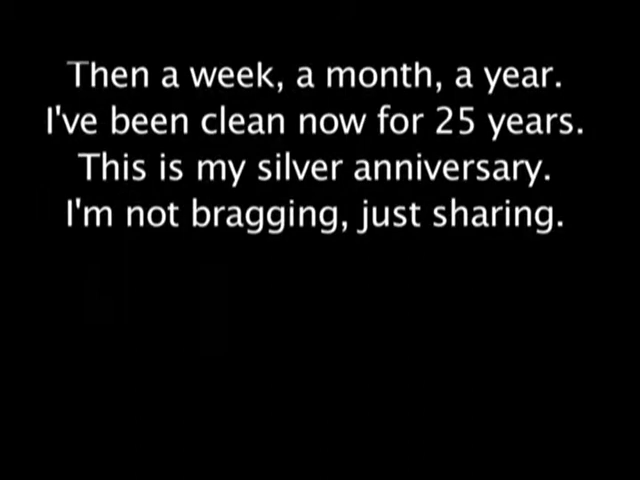 Then a week, a month, a year.
I've been clean now for 25 years.
This is my silver anniversary.
I'm not bragging, just sharing.